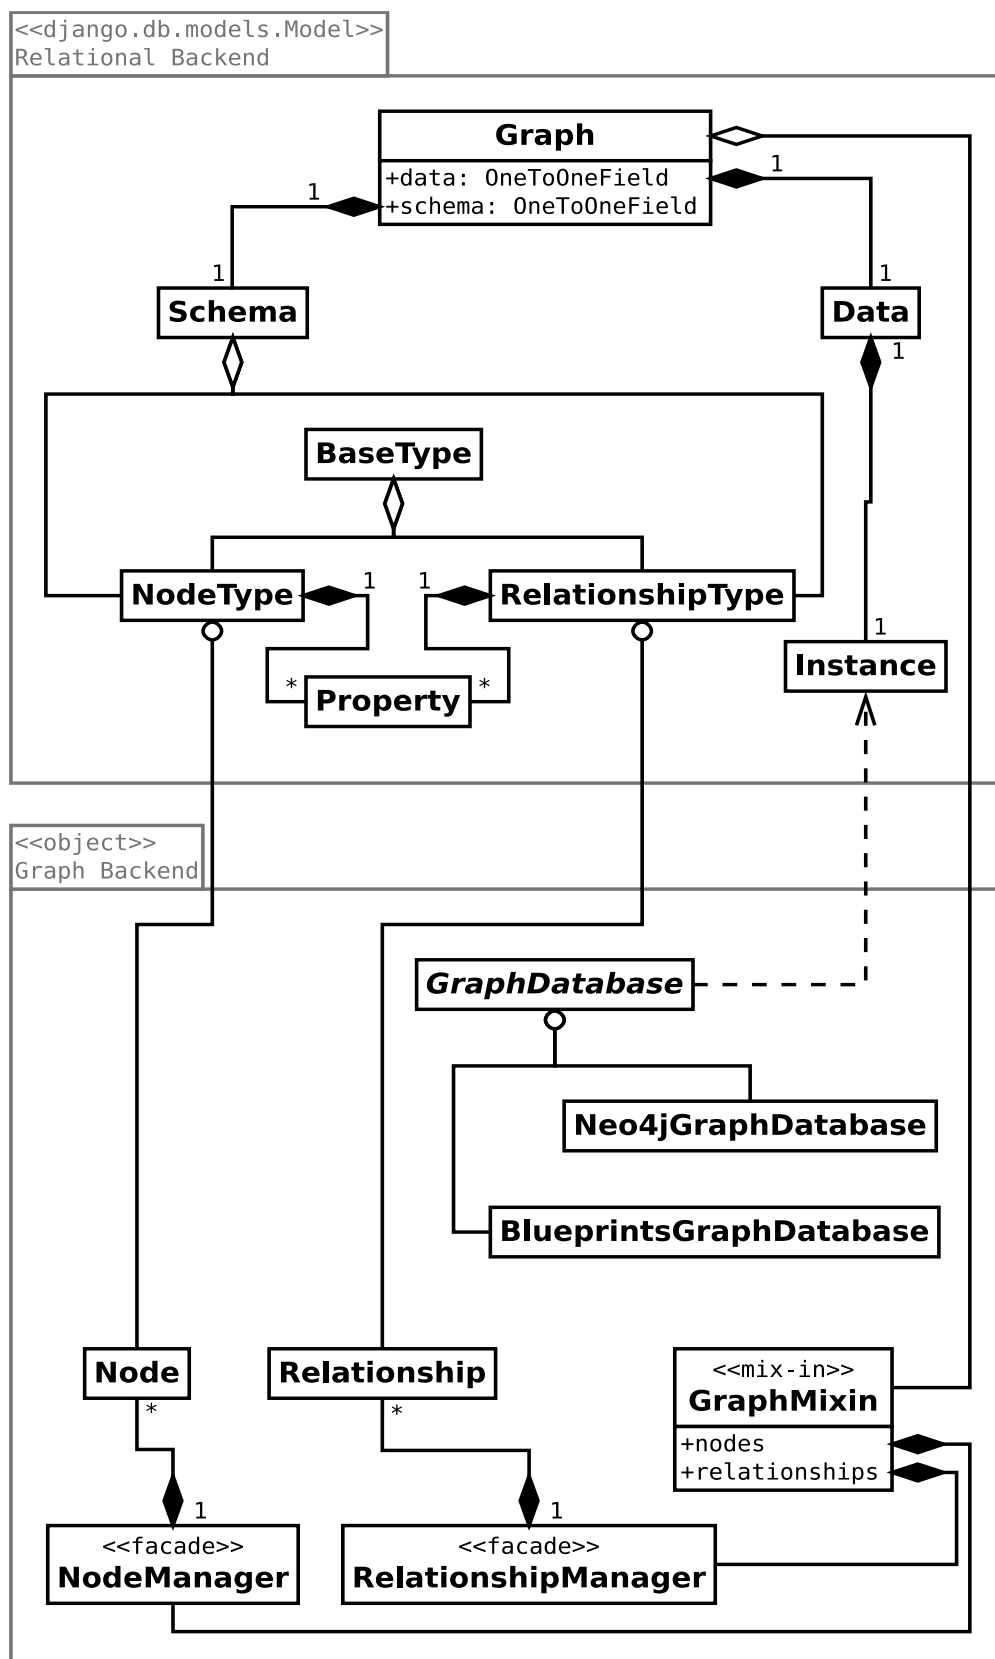 <<django.db.models.Model>>
Relational Backend
Graph
+data: OneToOneField
+schema: OneToOneField
1
1
1
1
Schema
Data
1
BaseType
NodeType
1
1
RelationshipType
1
Instance
*
Property
*
<<object>>
Graph Backend
GraphDatabase
Neo4jGraphDatabase
BlueprintsGraphDatabase
Node
Relationship
<<mix-in>>
GraphMixin
+nodes
+relationships
*
*
1
1
<<facade>>
NodeManager
<<facade>>
RelationshipManager